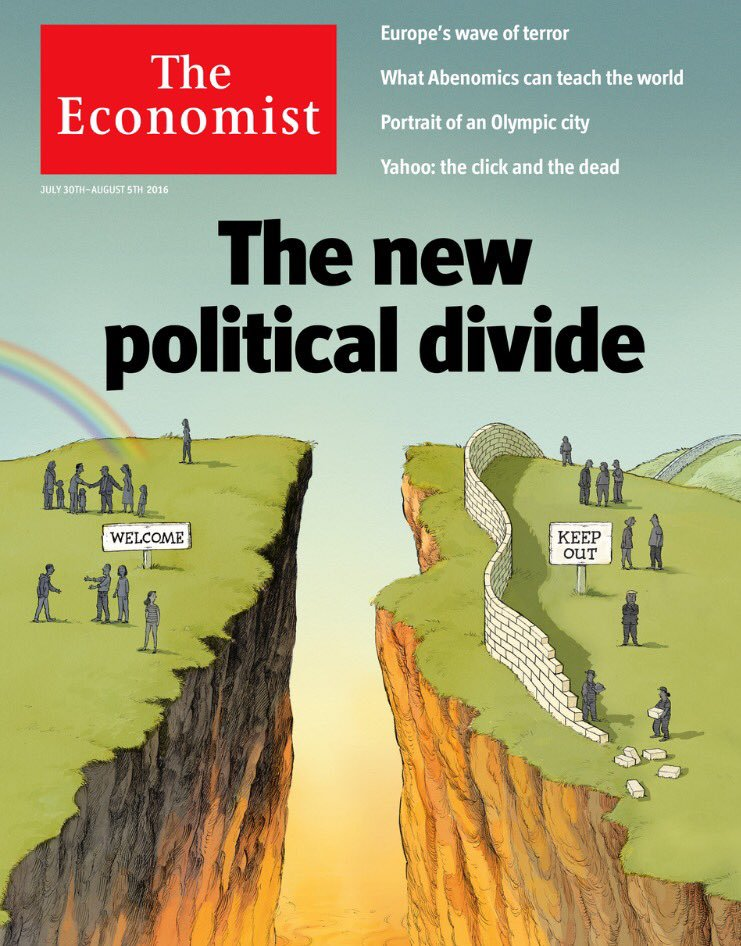 The
Economist
JULY 30TH–AUGUST 5TH 2016
Europe's wave of terror
What Abenomics can teach the world
Portrait of an Olympic city
Yahoo: the click and the dead
The new
political divide
WELCOME
KEEP
OUT